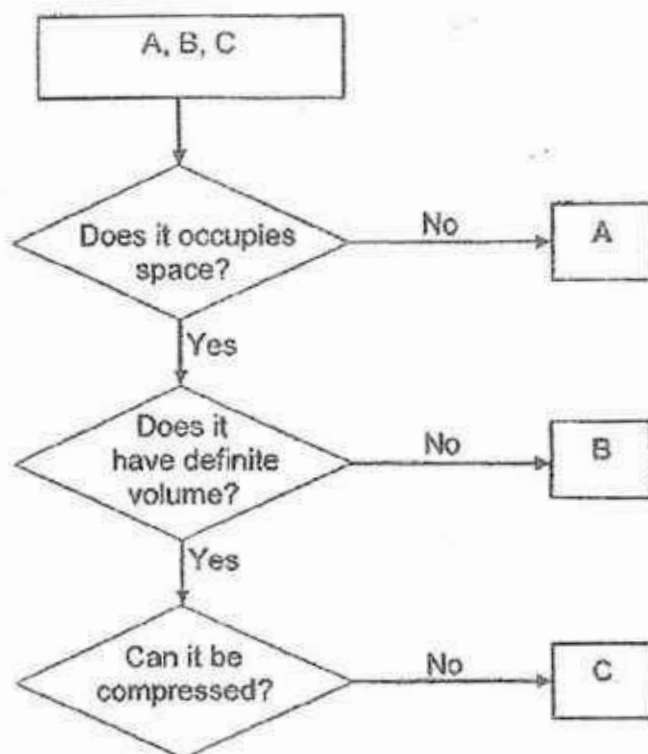 A, B, C
Does it occupies
space?
No
A
Yes
Does it
have definite
volume?
No
B
Yes
Can it be
compressed?
No
C